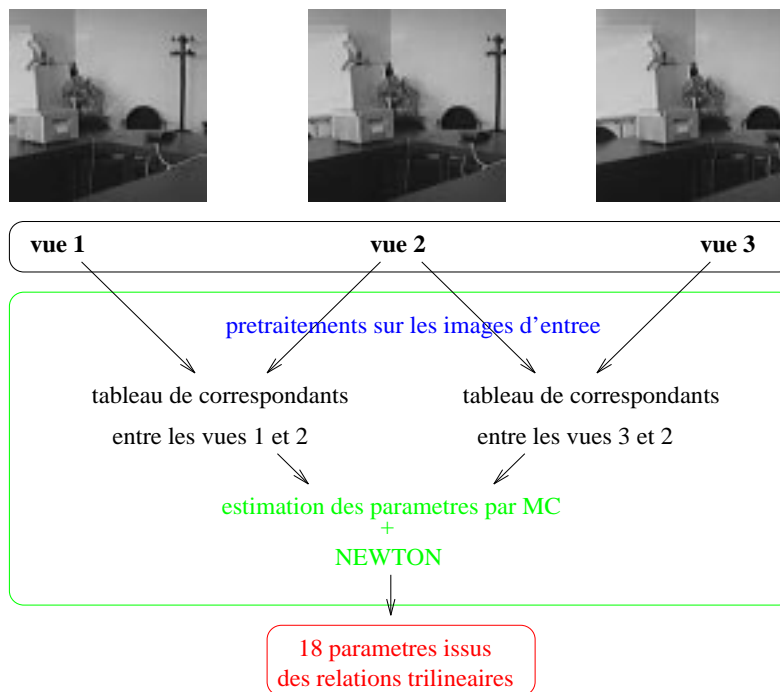 vue 1 vue 2 vue 3
pretraitements sur les images d'entree
tableau de correspondants tableau de correspondants
entre les vues 1 et 2 entre les vues 3 et 2
estimation des parametres par MC
+
NEWTON
18 parametres issus
des relations trilineaires